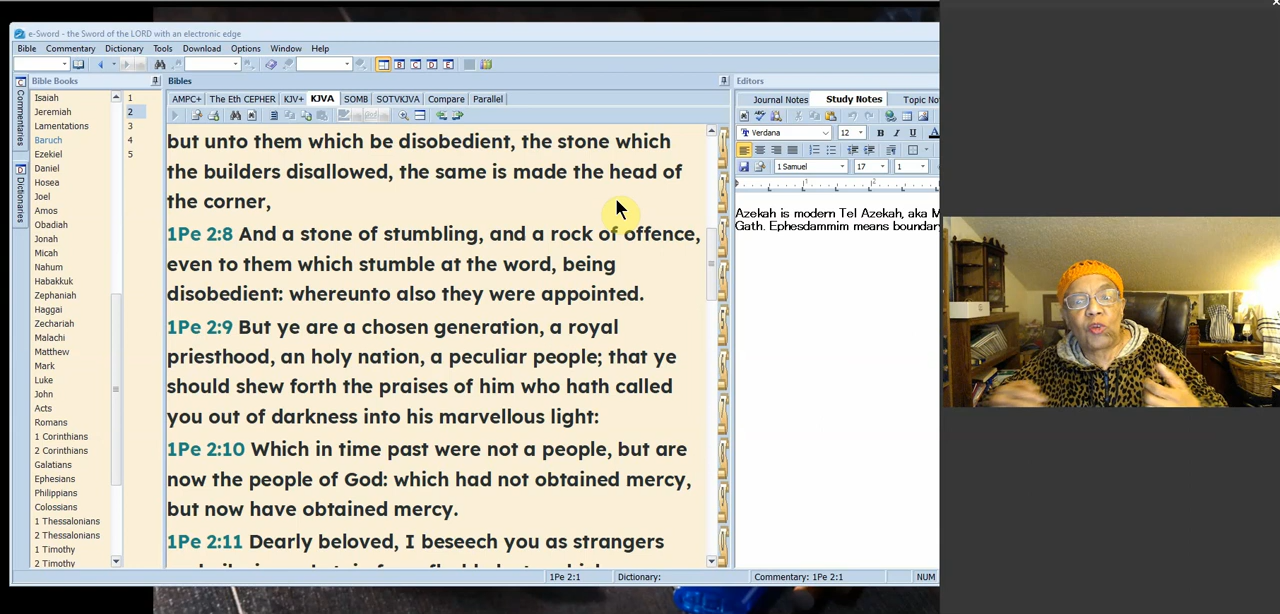 e-Sword - the Sword of the LORD with an electronic edge
Bible Commentary Dictionary Tools Download Options Window Help
Bible Books
Bibles
Editors
AMPC+ The Eth CEPHER KJV+ KJVA SOMB SOTVKJVA Compare Parallel
Journal Notes Study Notes Topic No
Verdana 12 B I U A
1 Samuel 17 1
Commentaries
Dictionaries
Isaiah
Jeremiah
Lamentations
Baruch
Ezekiel
Daniel
Hosea
Joel
Amos
Obadiah
Jonah
Micah
Nahum
Habakkuk
Zephaniah
Haggai
Zechariah
Malachi
Matthew
Mark
Luke
John
Acts
Romans
1 Corinthians
2 Corinthians
Galatians
Ephesians
Philippians
Colossians
1 Thessalonians
2 Thessalonians
1 Timothy
2 Timothy
1
2
3
4
5
but unto them which be disobedient, the stone which
the builders disallowed, the same is made the head of
the corner,
1Pe 2:8 And a stone of stumbling, and a rock of offence,
even to them which stumble at the word, being
disobedient: whereunto also they were appointed.
1Pe 2:9 But ye are a chosen generation, a royal
priesthood, an holy nation, a peculiar people; that ye
should shew forth the praises of him who hath called
you out of darkness into his marvellous light:
1Pe 2:10 Which in time past were not a people, but are
now the people of God: which had not obtained mercy,
but now have obtained mercy.
1Pe 2:11 Dearly beloved, I beseech you as strangers
Azekah is modern Tel Azekah, aka M
Gath. Ephesdammim means boundar
1Pe 2:1 Dictionary: Commentary: 1Pe 2:1 NUM